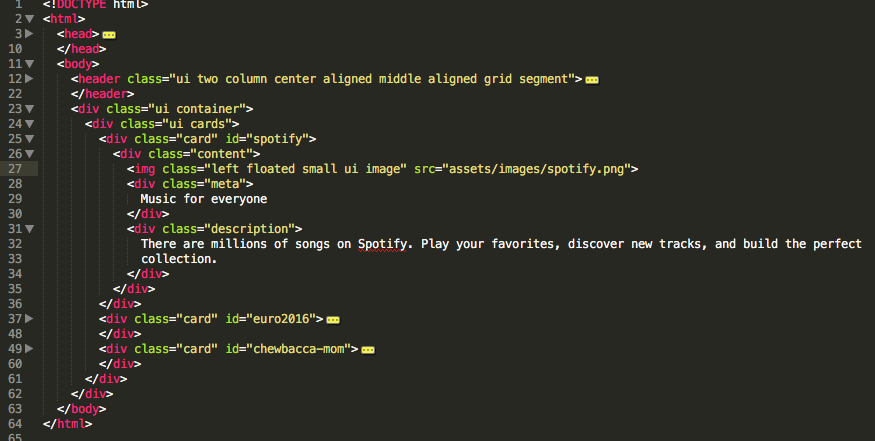 1 <!DOCTYPE html>
2 <html>
3 <head>
10 </head>
11 <body>
12 <header class="ui two column center aligned middle aligned grid segment">
22 </header>
23 <div class="ui container">
24 <div class="ui cards">
25 <div class="card" id="spotify">
26 <div class="content">
27 <img class="left floated small ui image" src="assets/images/spotify.png">
28 <div class="meta">
29 Music for everyone
30 </div>
31 <div class="description">
32 There are millions of songs on Spotify. Play your favorites, discover new tracks, and build the perfect
33 collection.
34 </div>
35 </div>
36 </div>
37 <div class="card" id="euro2016">
48 </div>
49 <div class="card" id="chewbacca-mom">
60 </div>
61 </div>
62 </div>
63 </body>
64 </html>
65